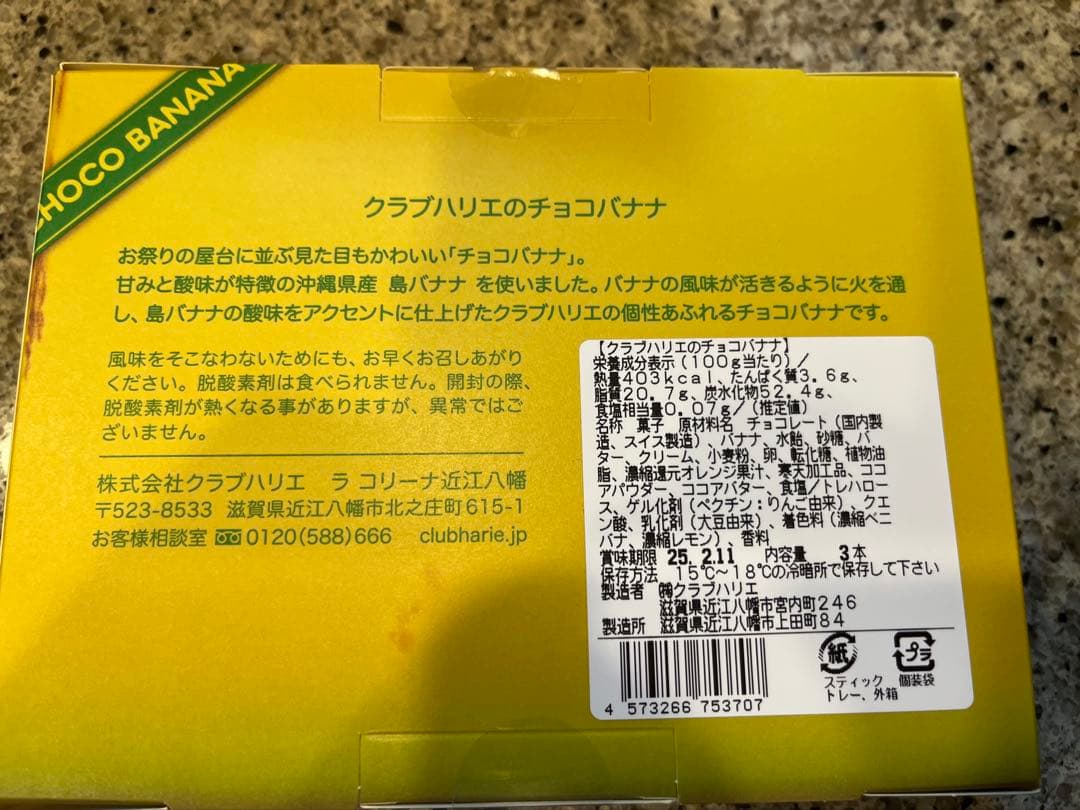 CHOCO BANANA
クラブハリエのチョコバナナ
お祭りの屋台に並ぶ見た目もかわいい「チョコバナナ」。
甘みと酸味が特徴の沖縄県産 島バナナ を使いました。バナナの風味が活きるように火を通
し、島バナナの酸味をアクセントに仕上げたクラブハリエの個性あふれるチョコバナナです。
風味をそこなわないためにも、お早くお召しあがり
ください。脱酸素剤は食べられません。開封の際、
脱酸素剤が熱くなる事がありますが、異常ではご
ざいません。
株式会社クラブハリエ ラ コリーナ近江八幡
〒523-8533 滋賀県近江八幡市北之庄町615-1
お客様相談室 0120(588)666 clubharie.jp
【クラブハリエのチョコバナナ】
栄養成分表示(100g当たり)/
熱量403kcal、たんぱく質3.6g、
脂質20.7g、炭水化物52.4g、
食塩相当量0.07g/(推定値)
名称 菓子 原材料名 チョコレート(国内製
造、スイス製造)、バナナ、水飴、砂糖、バ
ター、クリーム、小麦粉、卵、転化糖、植物油
脂、濃縮還元オレンジ果汁、寒天加工品、ココ
アパウダー、ココアバター、食塩/トレハロー
ス、ゲル化剤(ペクチン:りんご由来)、クエ
ン酸、乳化剤(大豆由来)、着色料(濃縮ベニ
バナ、濃縮レモン)、香料
賞味期限 25.2.11 内容量 3本
保存方法 15℃~18℃の冷暗所で保存して下さい
製造者 ㈱クラブハリエ
滋賀県近江八幡市宮内町246
製造所 滋賀県近江八幡市上田町84
紙 プラ
スティック 個装袋
トレー、外箱
4 573266 753707